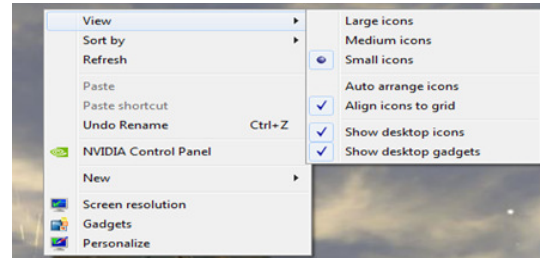 View
Sort by
Refresh
Paste
Paste shortcut
Undo Rename Ctrl+Z
NVIDIA Control Panel
New
Screen resolution
Gadgets
Personalize
Large icons
Medium icons
Small icons
Auto arrange icons
Align icons to grid
Show desktop icons
Show desktop gadgets